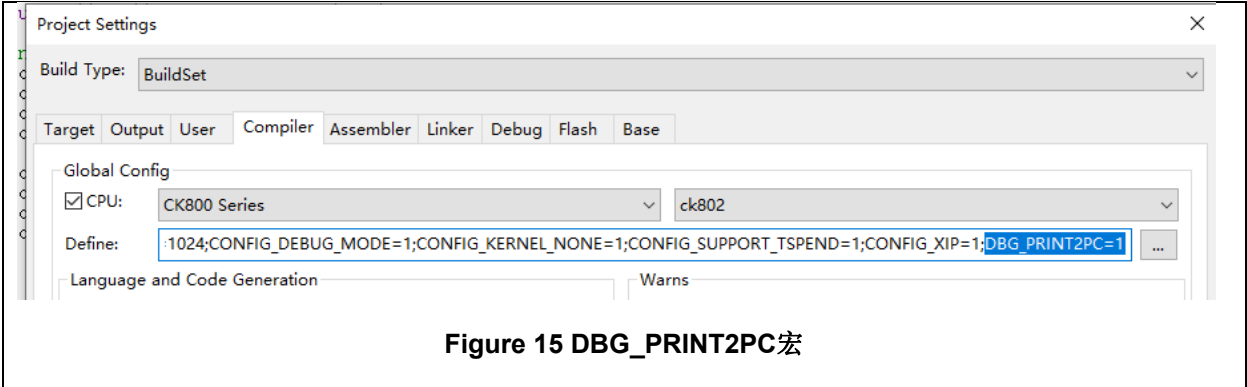 Project Settings
Build Type: BuildSet
Target Output User Compiler Assembler Linker Debug Flash Base
Global Config
CPU: CK800 Series ck802
Define: :1024;CONFIG_DEBUG_MODE=1;CONFIG_KERNEL_NONE=1;CONFIG_SUPPORT_TSPEND=1;CONFIG_XIP=1;DBG_PRINT2PC=1 ...
Language and Code Generation Warns
Figure 15 DBG_PRINT2PC宏